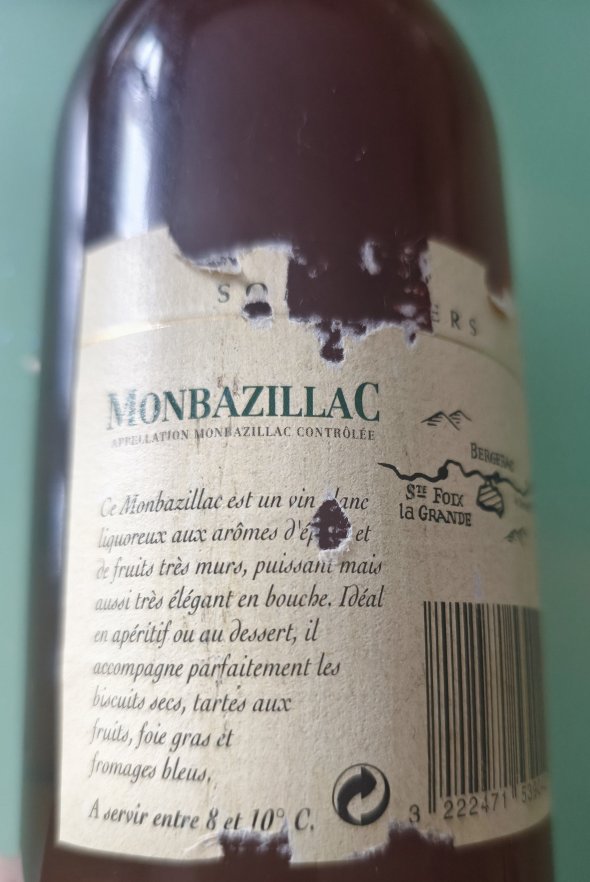 MONBAZILLAC
APPELLATION MONBAZILLAC CONTRÔLÉE
Ce Monbazillac est un vin blanc
liquoreux aux arômes et
de fruits très murs, puissant mais
aussi très élégant en bouche. Idéal
en apéritif ou au dessert, il
accompagne parfaitement les
biscuits secs, tartes aux
fruits, foie gras et
fromages bleus.
A servir entre 8 et 10° C.
BERGERAC
STE FOIX
la GRANDE
3 222471